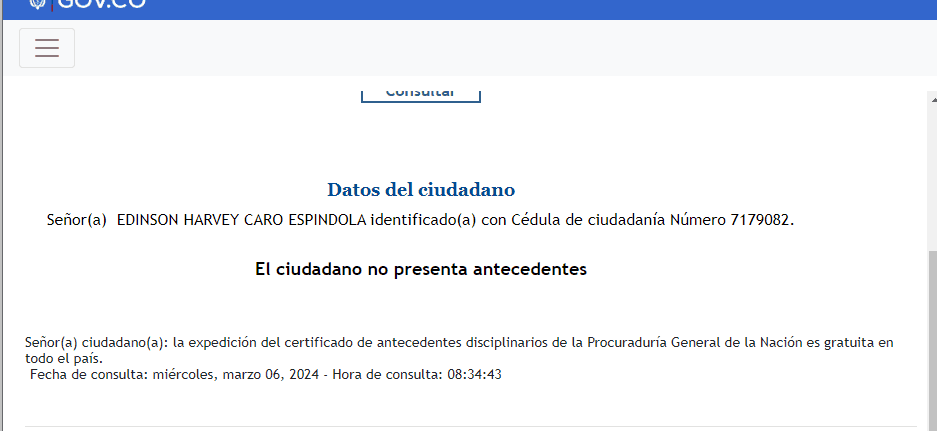 GOV.CO
Consultar
Datos del ciudadano
Señor(a) EDINSON HARVEY CARO ESPINDOLA identificado(a) con Cédula de ciudadanía Número 7179082.
El ciudadano no presenta antecedentes
Señor(a) ciudadano(a): la expedición del certificado de antecedentes disciplinarios de la Procuraduría General de la Nación es gratuita en
todo el país.
Fecha de consulta: miércoles, marzo 06, 2024 - Hora de consulta: 08:34:43